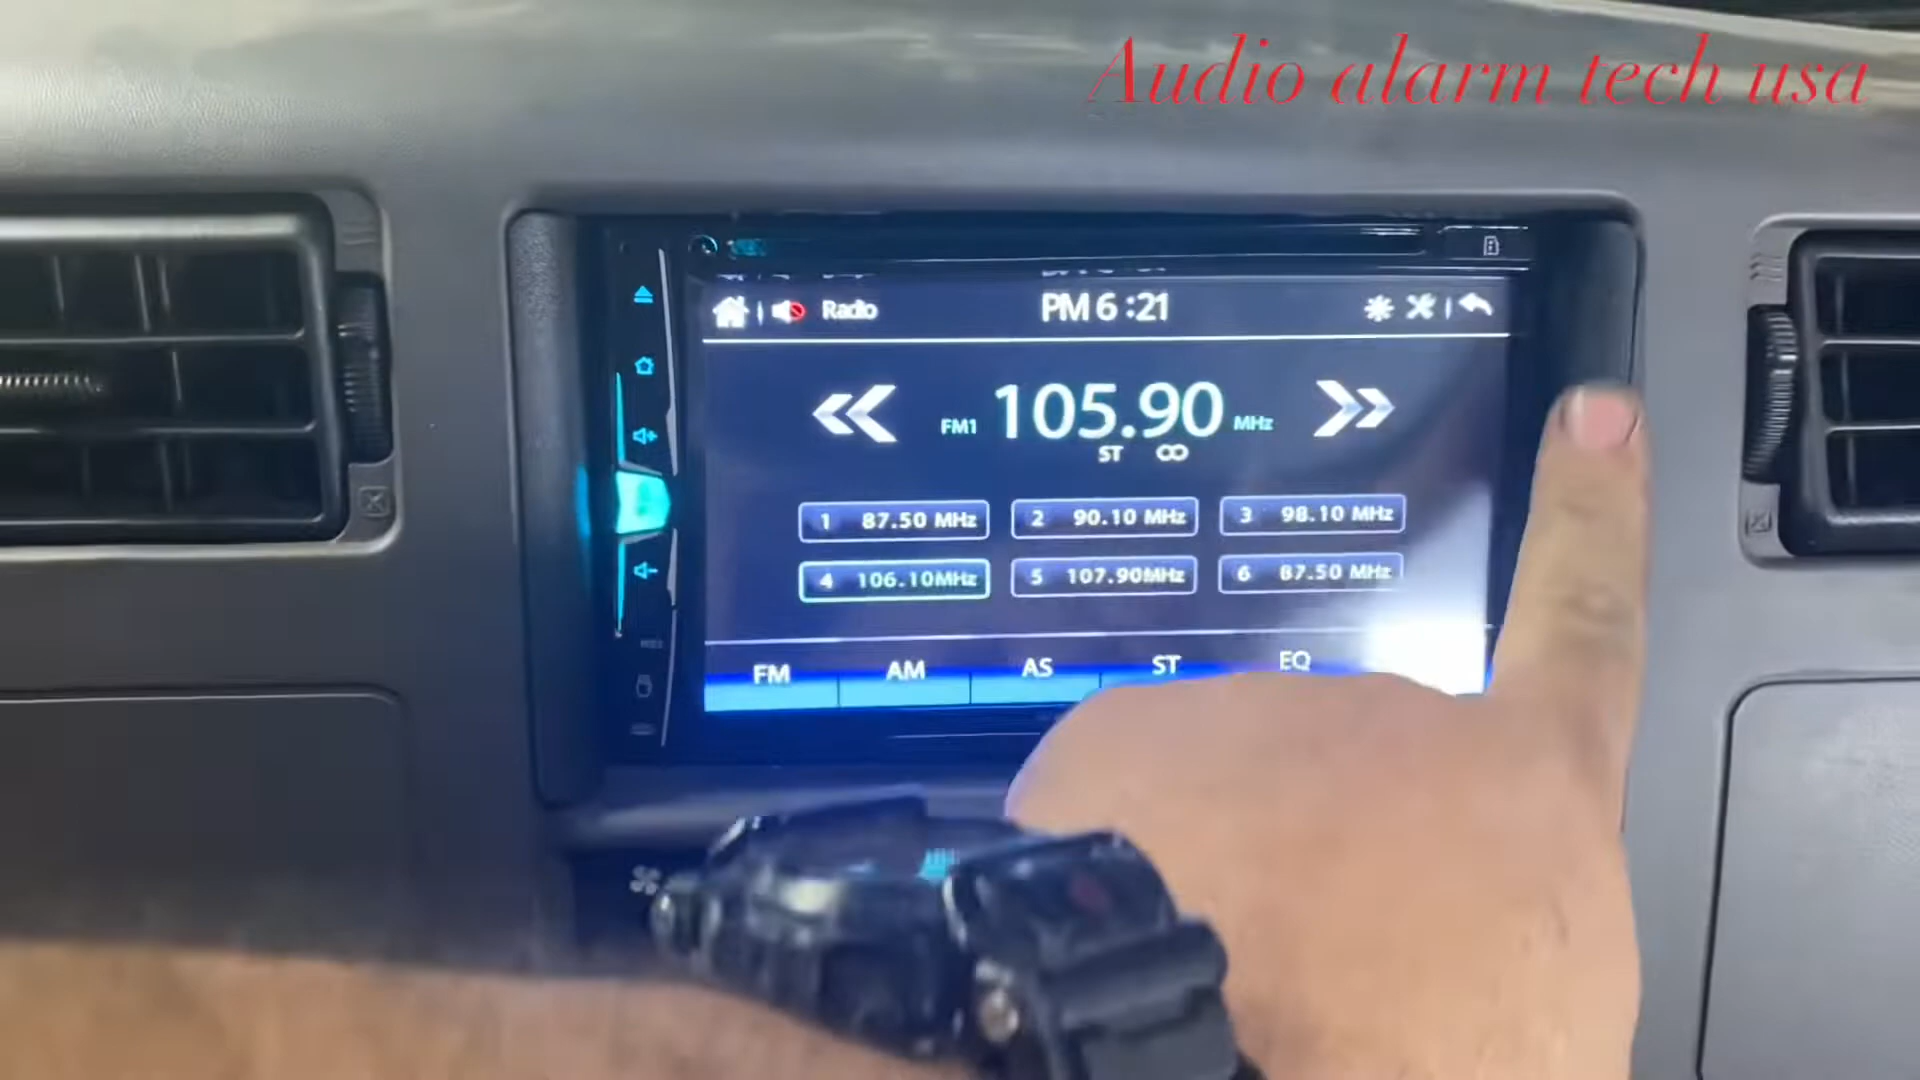 Audio alarm tech usa
Radio PM 6:21
FM1 105.90 MHz
ST
1 87.50 MHz 2 90.10 MHz 3 98.10 MHz
4 106.10MHz 5 107.90MHz 6 87.50 MHz
FM AM AS ST EQ